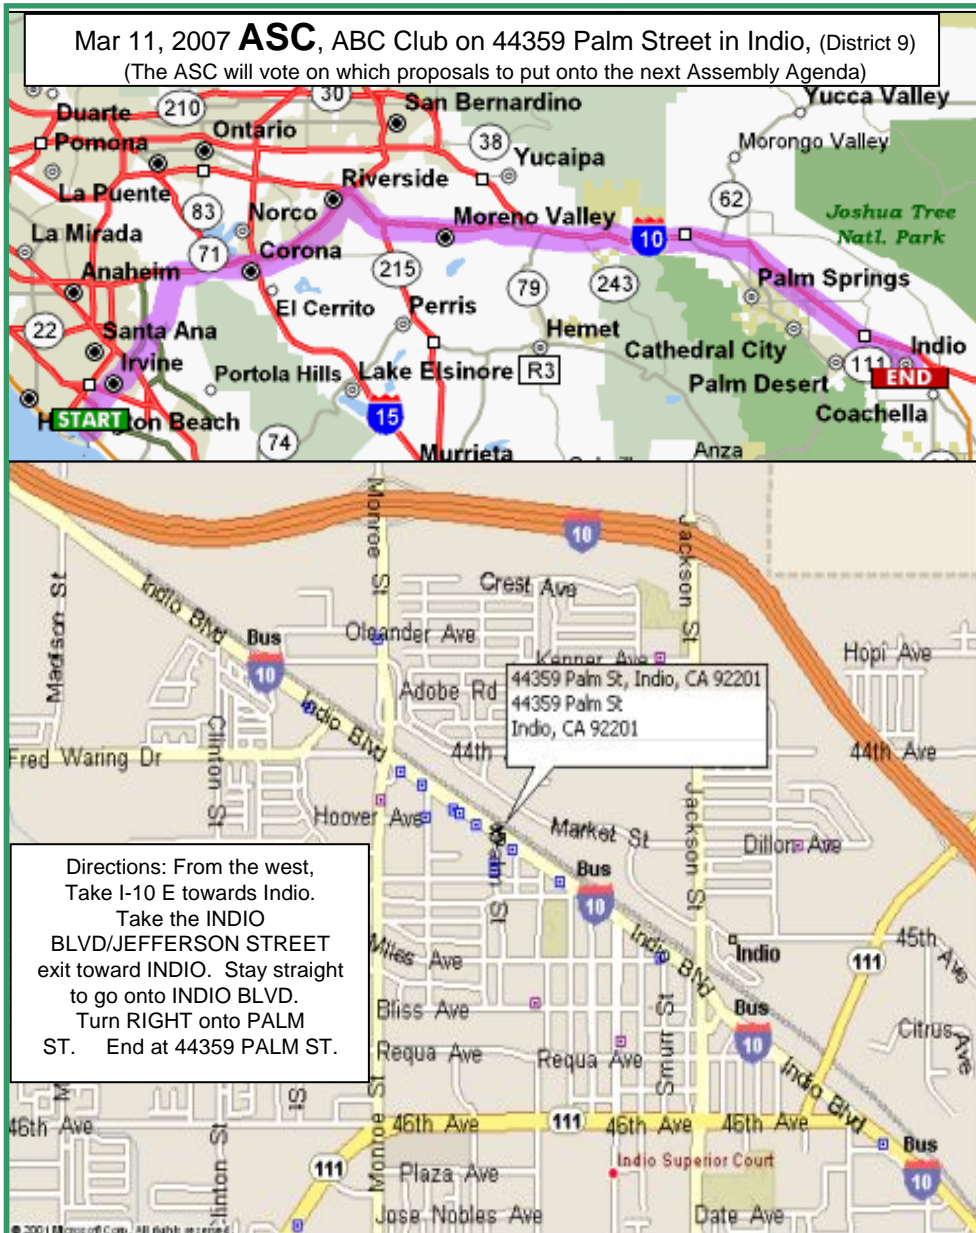 Mar 11, 2007 ASC, ABC Club on 44359 Palm Street in Indio, (District 9)
(The ASC will vote on which proposals to put onto the next Assembly Agenda)
Duarte
210
30
San Bernardino
Yucca Valley
Pomona
Ontario
38
Yucaipa
Morongo Valley
La Puente
Riverside
62
83
Norco
Moreno Valley
Joshua Tree
Natl. Park
La Mirada
71
Corona
10
Anaheim
215
79
243
Palm Springs
El Cerrito
Perris
22
Santa Ana
Hemet
Cathedral City
Indio
Irvine
Portola Hills
Lake Elsinore
R3
Palm Desert
111
END
START
ton Beach
15
Coachella
74
Murrieta
Anza
10
Monroe St
Jackson St
Madison St
Indio Blvd
Crest Ave
Bus
10
Oleander Ave
Kenner Ave
Hopi Ave
44359 Palm St, Indio, CA 92201
44359 Palm St
Indio, CA 92201
Adobe Rd
Clinton St
Indio Blvd
Fred Waring Dr
44th
44th Ave
Hoover Ave
Market St
Jackson St
Dillon Ave
Palm St
Bus
10
Directions: From the west,
Take I-10 E towards Indio.
Take the INDIO
BLVD/JEFFERSON STREET
exit toward INDIO. Stay straight
to go onto INDIO BLVD.
Turn RIGHT onto PALM
ST. End at 44359 PALM ST.
Miles Ave
Indio Blvd
Indio
45th Ave
111
Bliss Ave
Smurr St
Bus
10
Citrus Ave
Requa Ave
Requa Ave
Indio Blvd
St
Monroe St
46th Ave
46th Ave
111
46th Ave
46th Ave
Clinton St
111
Plaza Ave
Indio Superior Court
Bus
10
Jose Nobles Ave
Date Ave
Microsoft Corp. All rights reserved